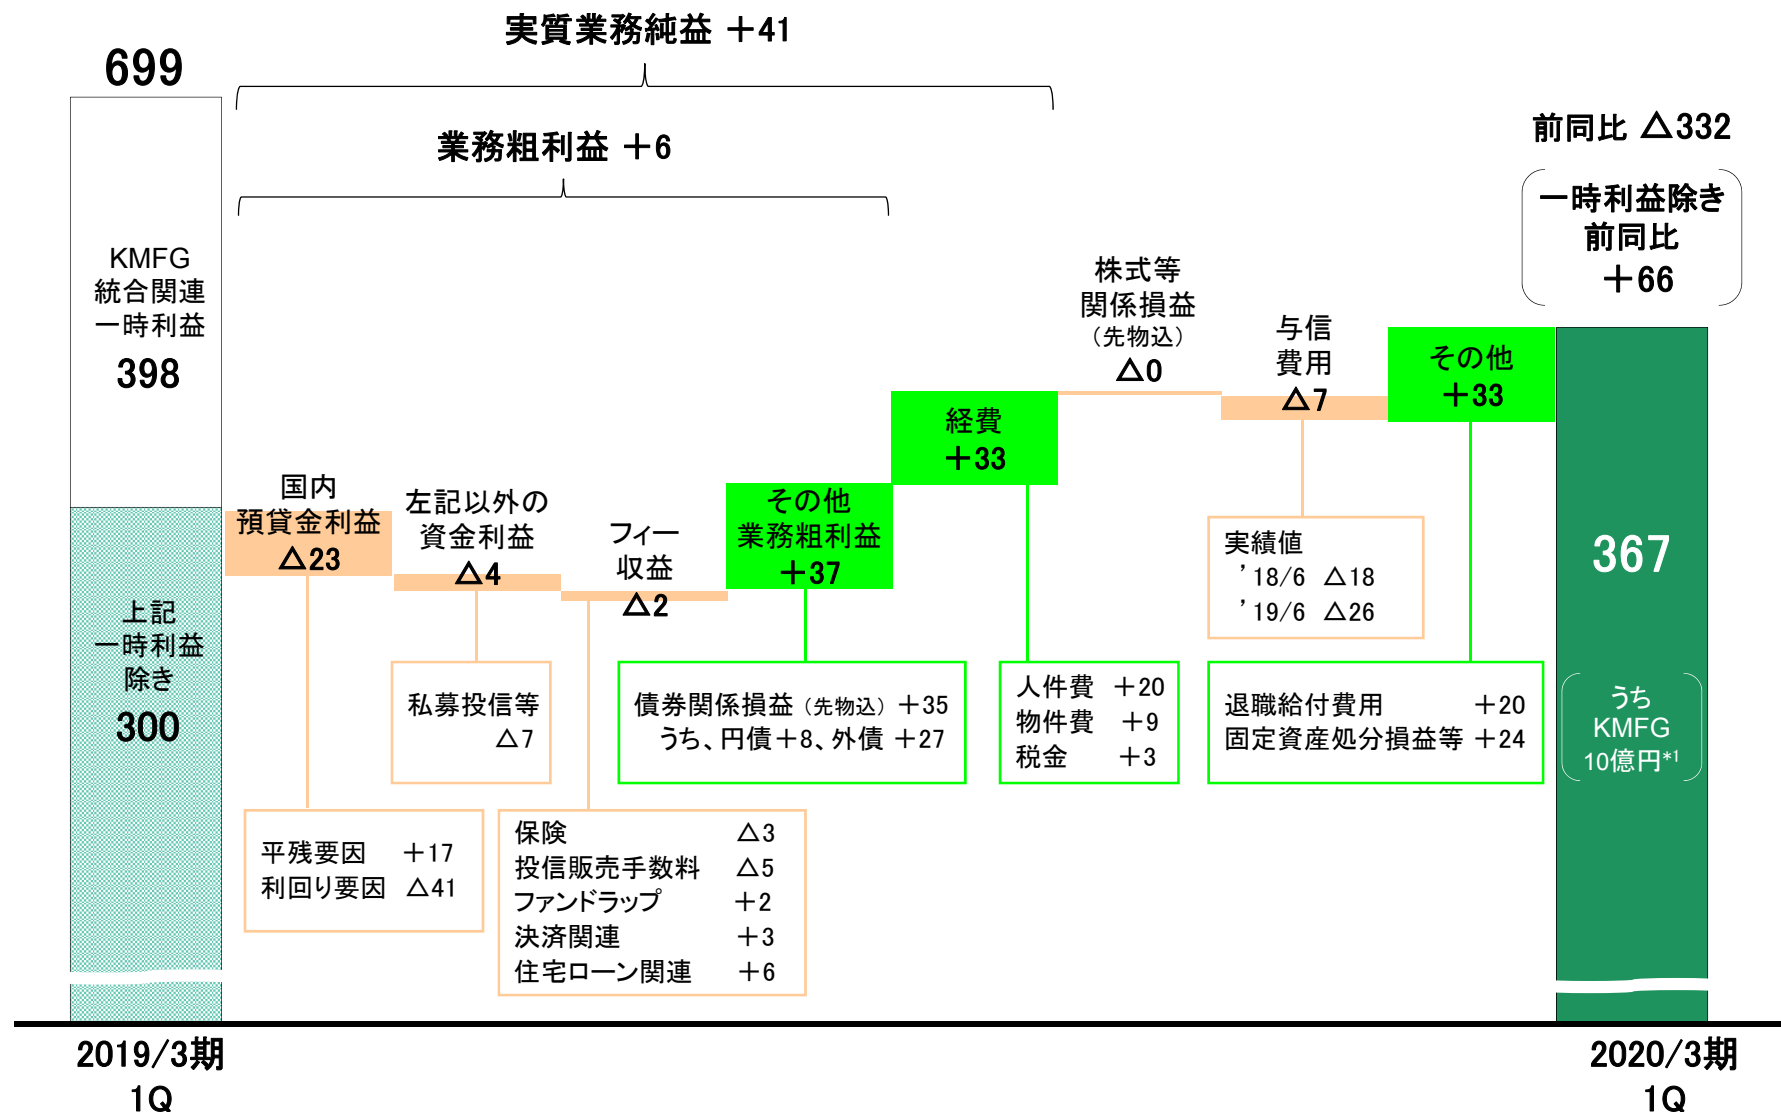 実質業務純益 +41
699
業務粗利益 +6
前同比 △332
一時利益除き
前同比
+66
KMFG
統合関連
一時利益
398
株式等
関係損益
（先物込）
△0
与信
費用
△7
その他
+33
経費
+33
国内
預貸金利益
△23
左記以外の
資金利益
△4
フィー
収益
△2
その他
業務粗利益
+37
実績値
’18/6 △18
’19/6 △26
367
上記
一時利益
除き
300
私募投信等
△7
債券関係損益（先物込）+35
うち、円債+8、外債 +27
人件費 +20
物件費 +9
税金 +3
退職給付費用 +20
固定資産処分損益等 +24
うち
KMFG
10億円*1
平残要因 +17
利回り要因 △41
保険 △3
投信販売手数料 △5
ファンドラップ +2
決済関連 +3
住宅ローン関連 +6
2019/3期
1Q
2020/3期
1Q